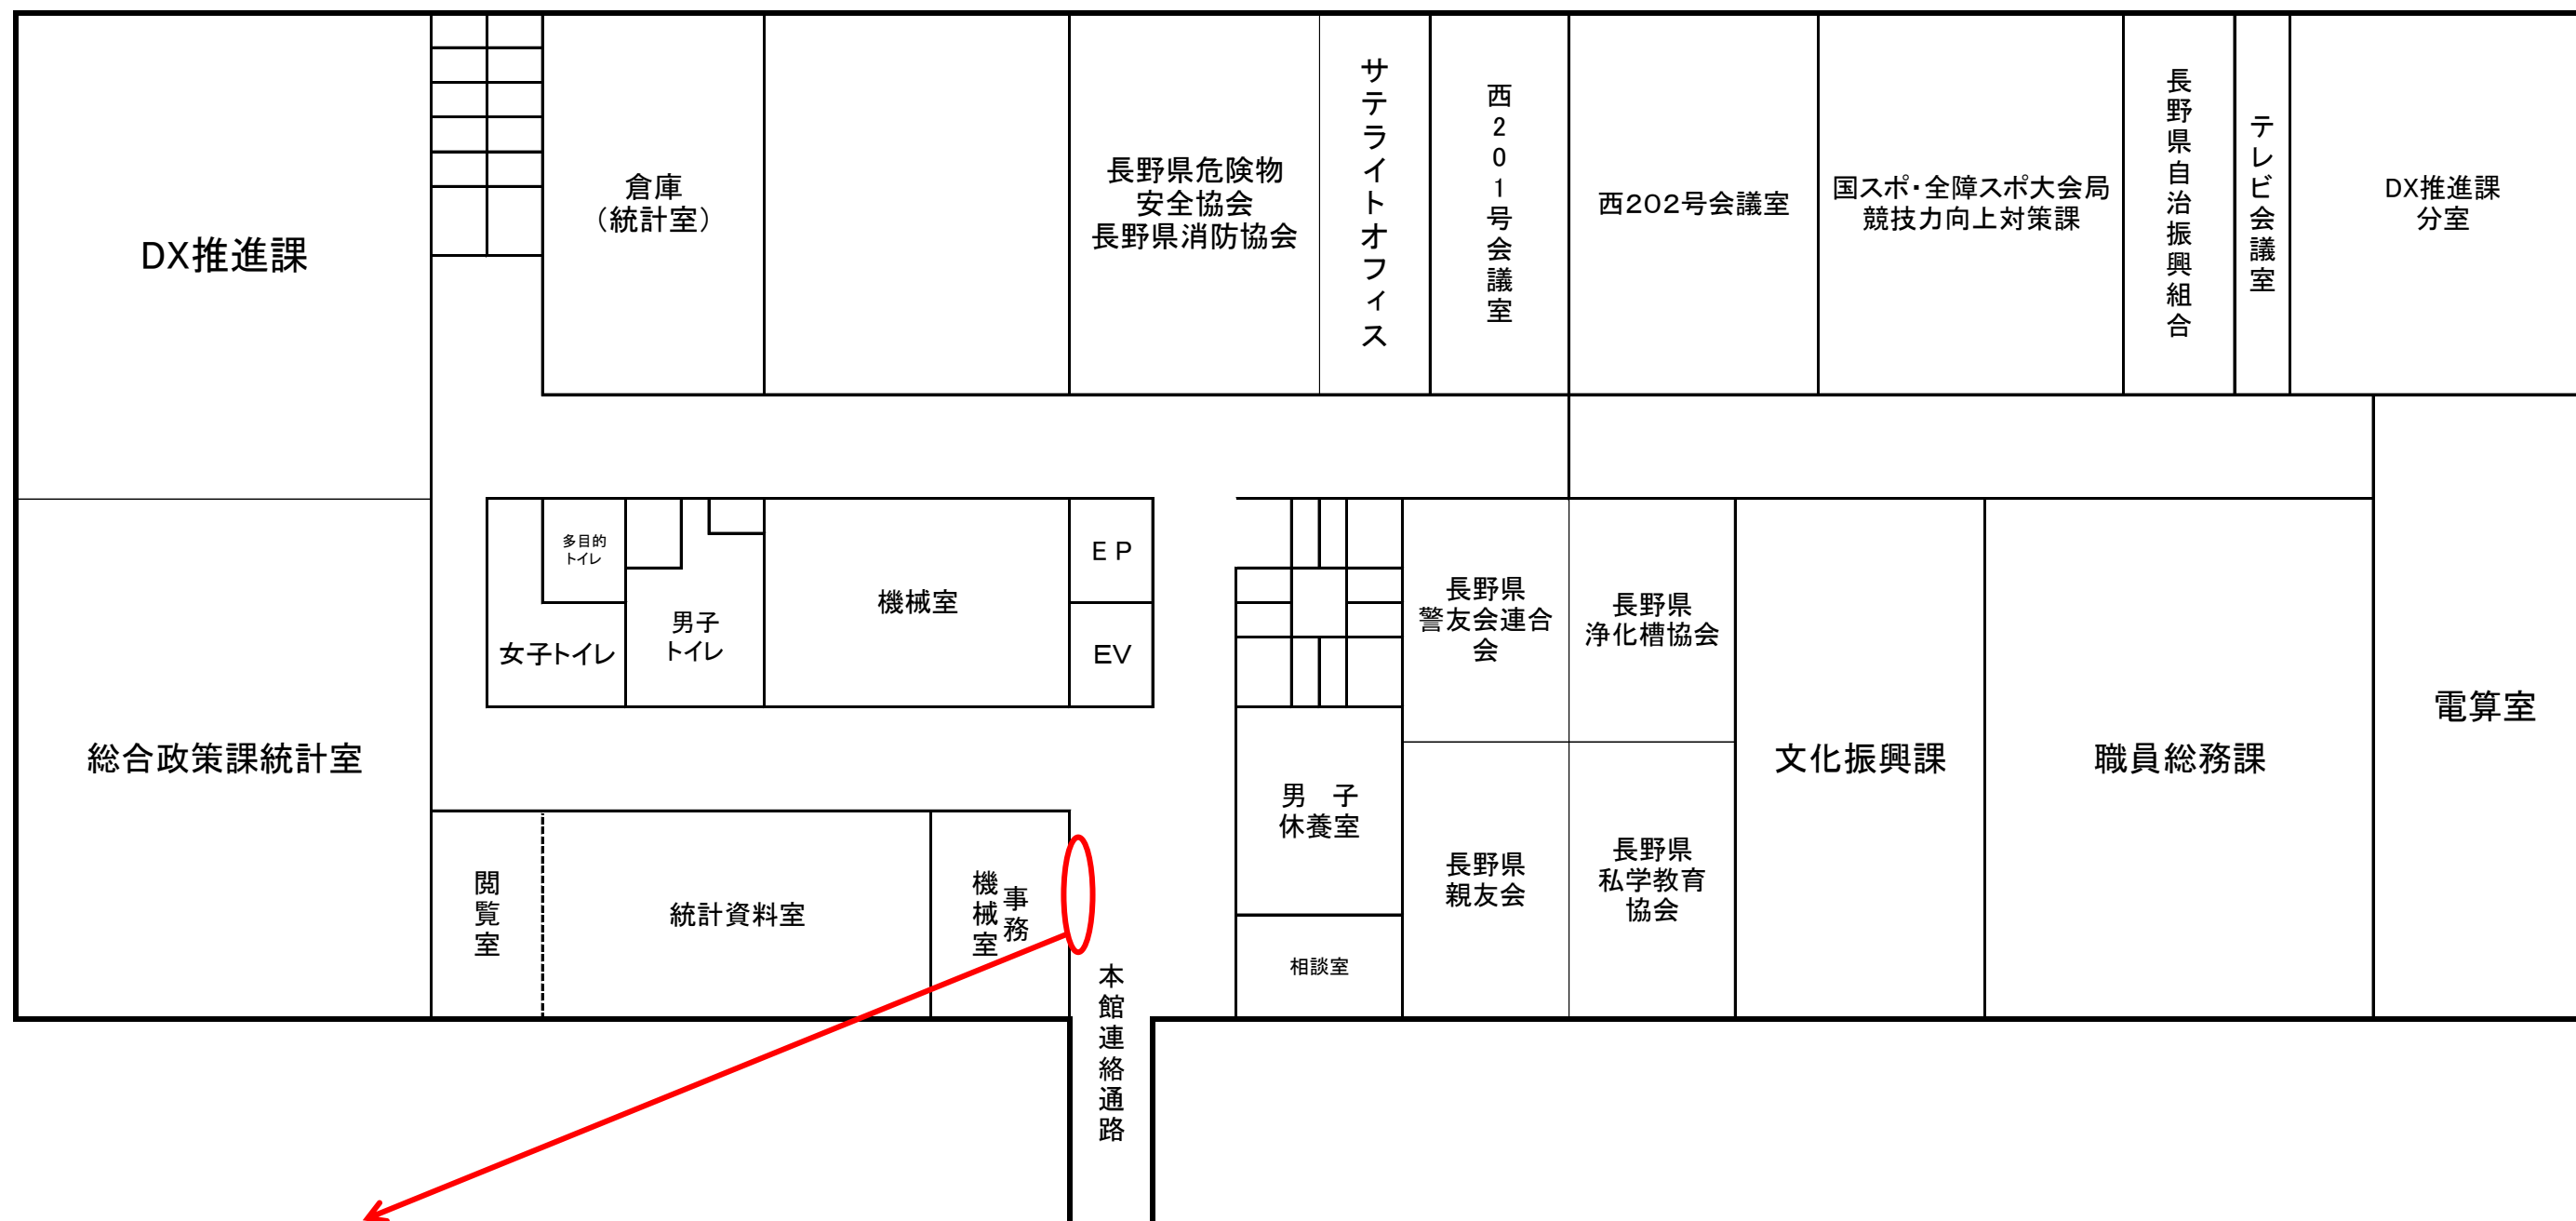 DX推進課
倉庫
（統計室）
長野県危険物
安全協会
長野県消防協会
サテライトオフィス
西201号会議室
西202号会議室
国スポ・全障スポ大会局
競技力向上対策課
長野県自治振興組合
テレビ会議室
DX推進課
分室
多目的
トイレ
女子トイレ
男子
トイレ
機械室
ＥＰ
EV
長野県
警友会連合
会
長野県
浄化槽協会
総合政策課統計室
文化振興課
職員総務課
電算室
男　子
休養室
長野県
親友会
長野県
私学教育
協会
閲覧室
統計資料室
事務
機械室
相談室
本館連絡通路